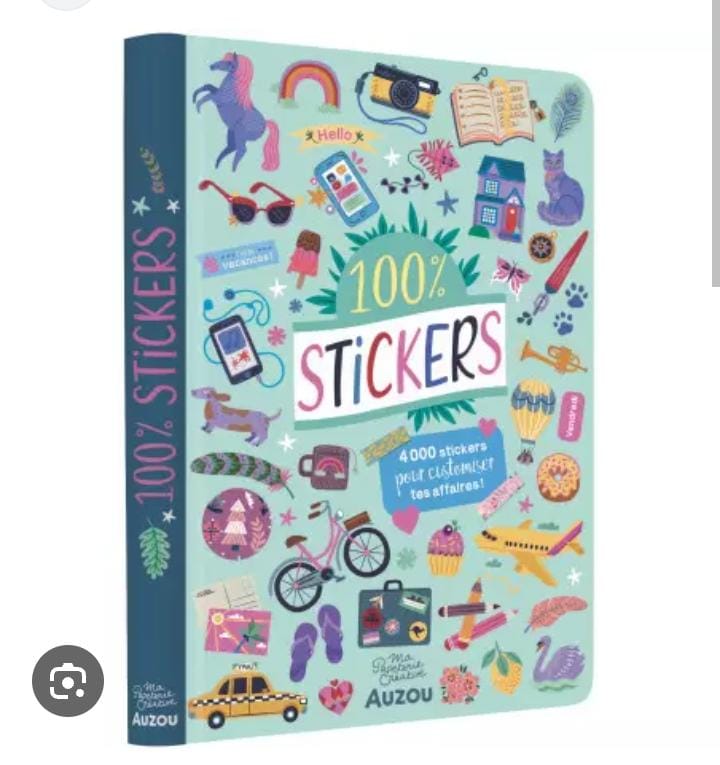 100% STiCKERS
Ma
Papeterie
Créative
AUZOU
Hello
vacances!
100%
STiCKERS
Vendredi
4 000 stickers
pour customiser
tes affaires !
TAXI
Ma
Papeterie
Créative
AUZOU